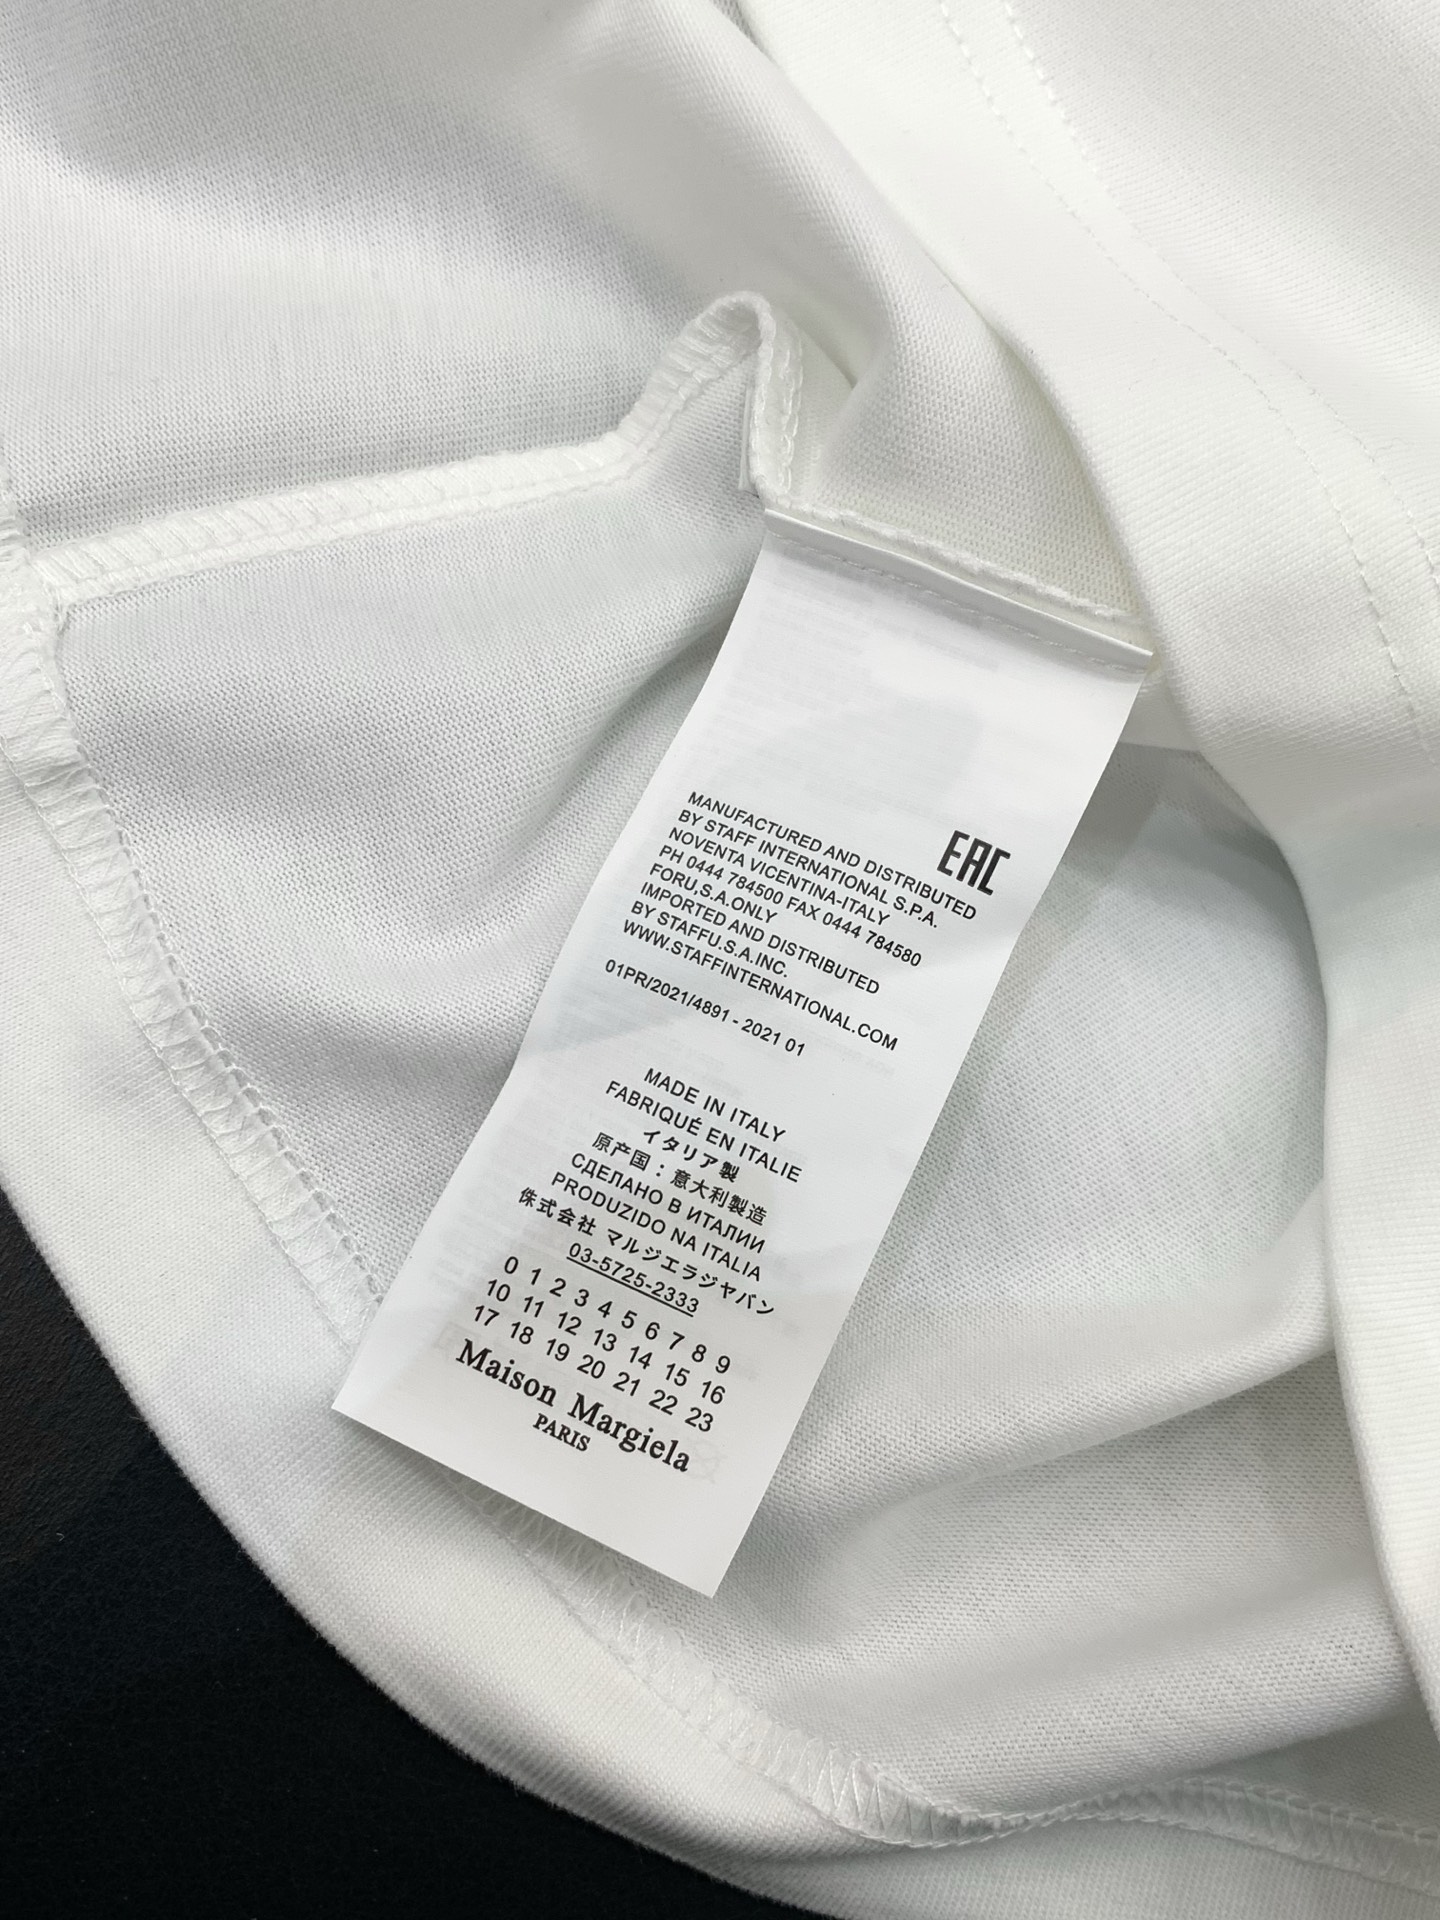 EAC
MANUFACTURED AND DISTRIBUTED
BY STAFF INTERNATIONAL S.P.A.
NOVENTA VICENTINA-ITALY
PH 0444 784500 FAX 0444 784580
FORU,S.A.ONLY
IMPORTED AND DISTRIBUTED
BY STAFFU.S.A.INC.
WWW.STAFFINTERNATIONAL.COM
01PR/2021/4891 - 2021 01
MADE IN ITALY
FABRIQUÉ EN ITALIE
イタリア製
原产国：意大利製造
СДЕЛАНО В ИТАЛИИ
PRODUZIDO NA ITALIA
侏式会社 マルジエラジヤパン
03-5725-2333
0 1 2 3 4 5 6 7 8 9
10 11 12 13 14 15 16
17 18 19 20 21 22 23
Maison Margiela
PARIS